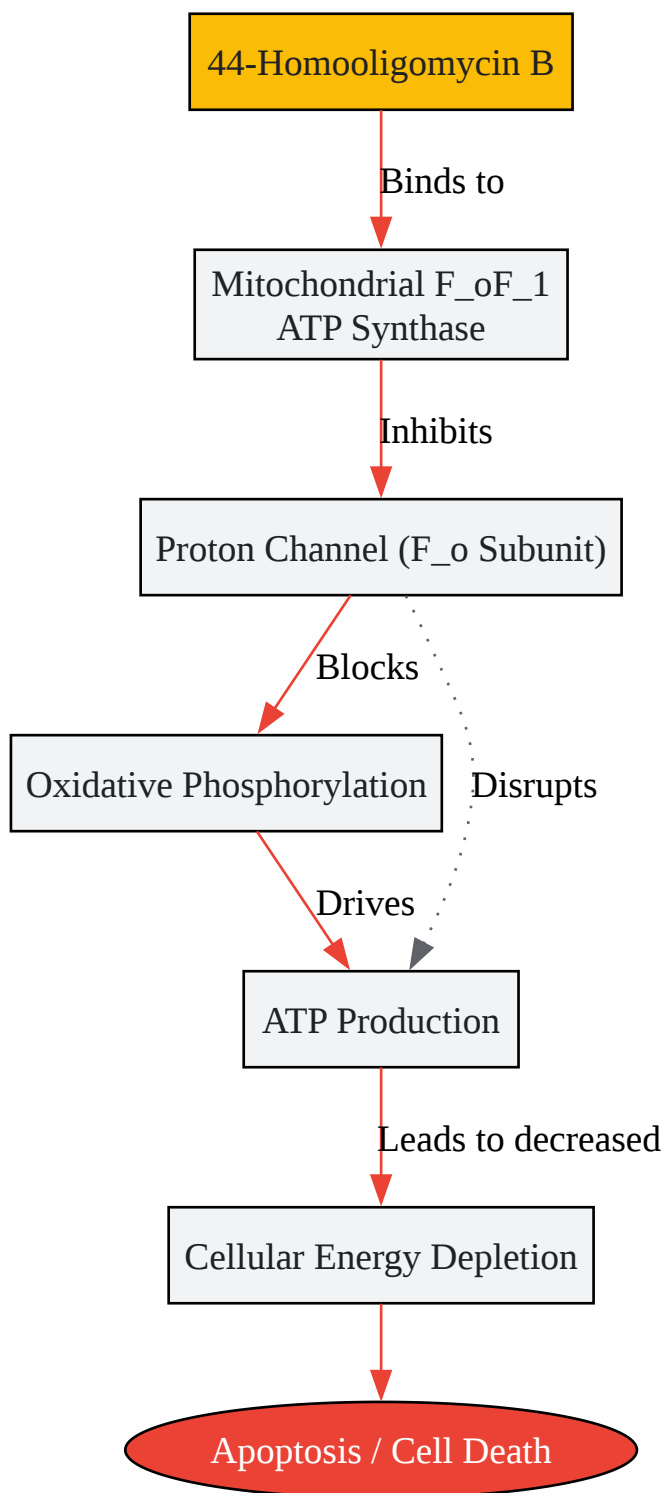 44-Homooligomycin B
Binds to
Mitochondrial F_oF_1
ATP Synthase
Inhibits
Proton Channel (F_o Subunit)
Blocks
Oxidative Phosphorylation
Disrupts
Drives
ATP Production
Leads to decreased
Cellular Energy Depletion
Apoptosis / Cell Death